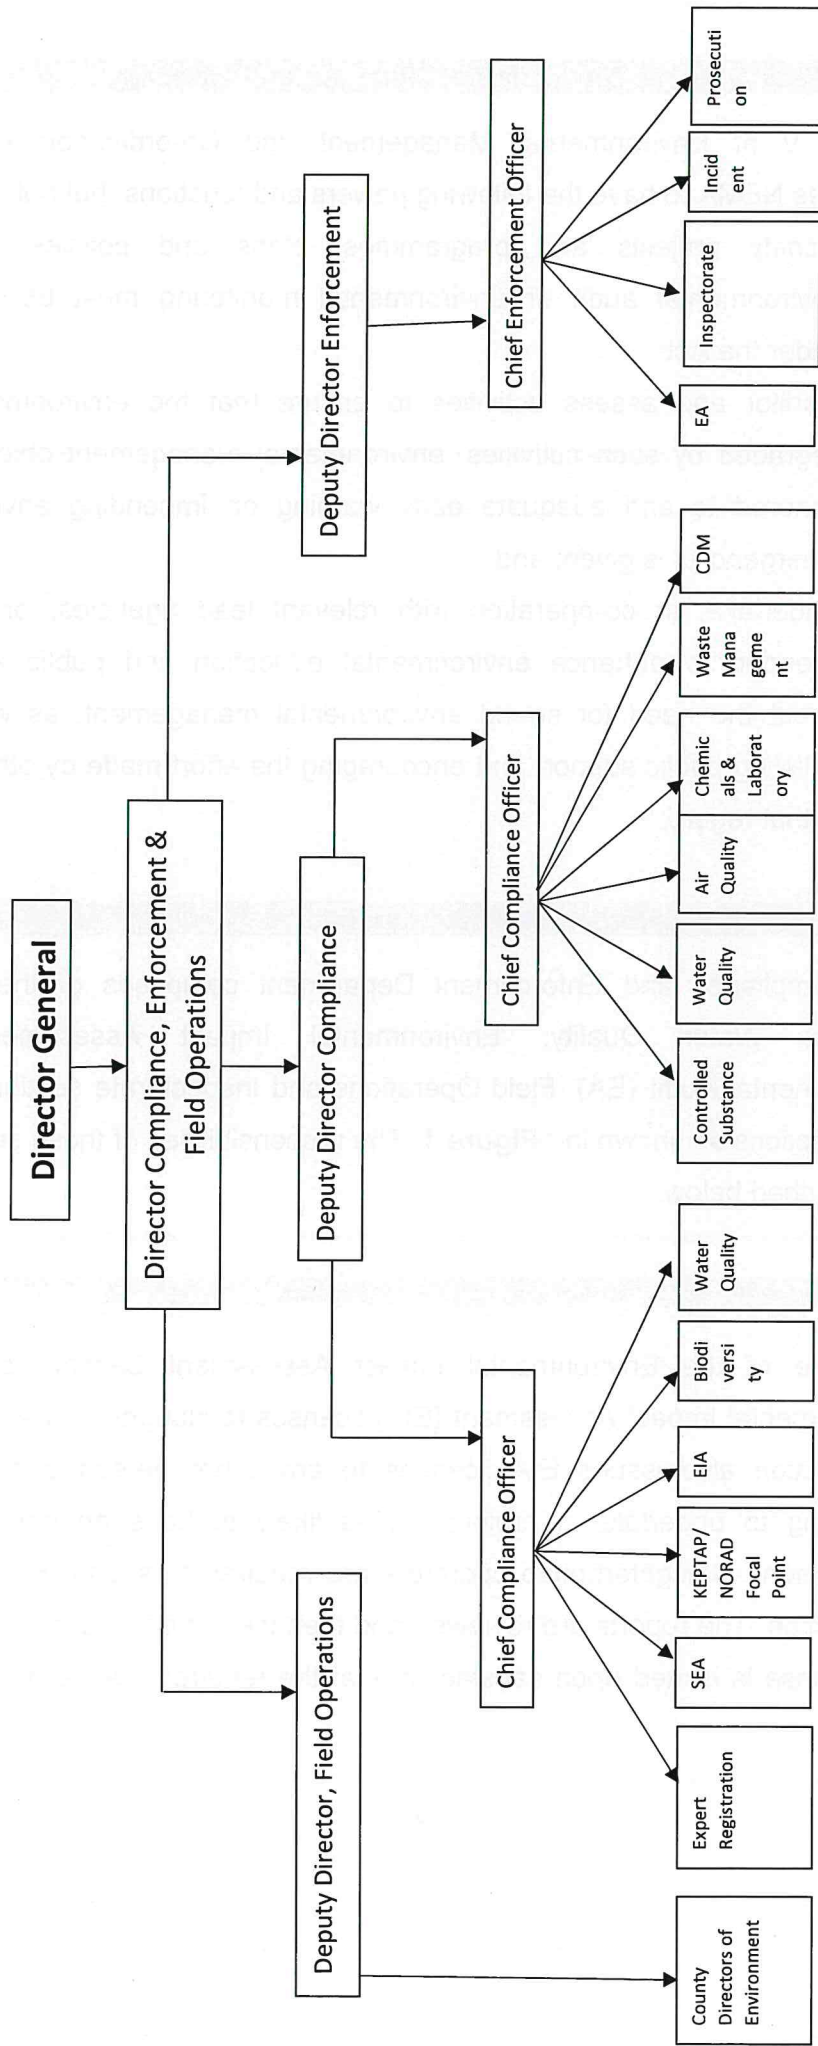 Director General
Director Compliance, Enforcement &
Field Operations
Deputy Director, Field Operations
Deputy Director Compliance
Deputy Director Enforcement
Chief Compliance Officer
Chief Compliance Officer
Chief Enforcement Officer
County
Directors of
Environment
Expert
Registration
SEA
KEPTAP/
NORAD
Focal
Point
EIA
Biodi
versi
ty
Water
Quality
Controlled
Substance
Water
Quality
Air
Quality
Chemic
als &
Laborat
ory
Waste
Mana
geme
nt
CDM
EA
Inspectorate
Incid
ent
Prosecuti
on